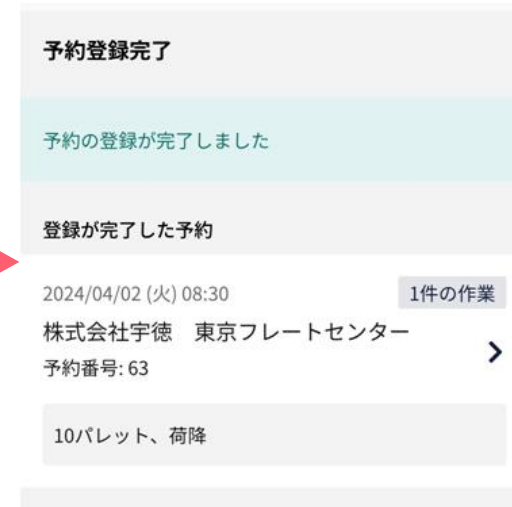 予約登録完了
予約の登録が完了しました
登録が完了した予約
2024/04/02 (火) 08:30
1件の作業
株式会社宇徳　東京フレートセンター
予約番号: 63
10パレット、荷降